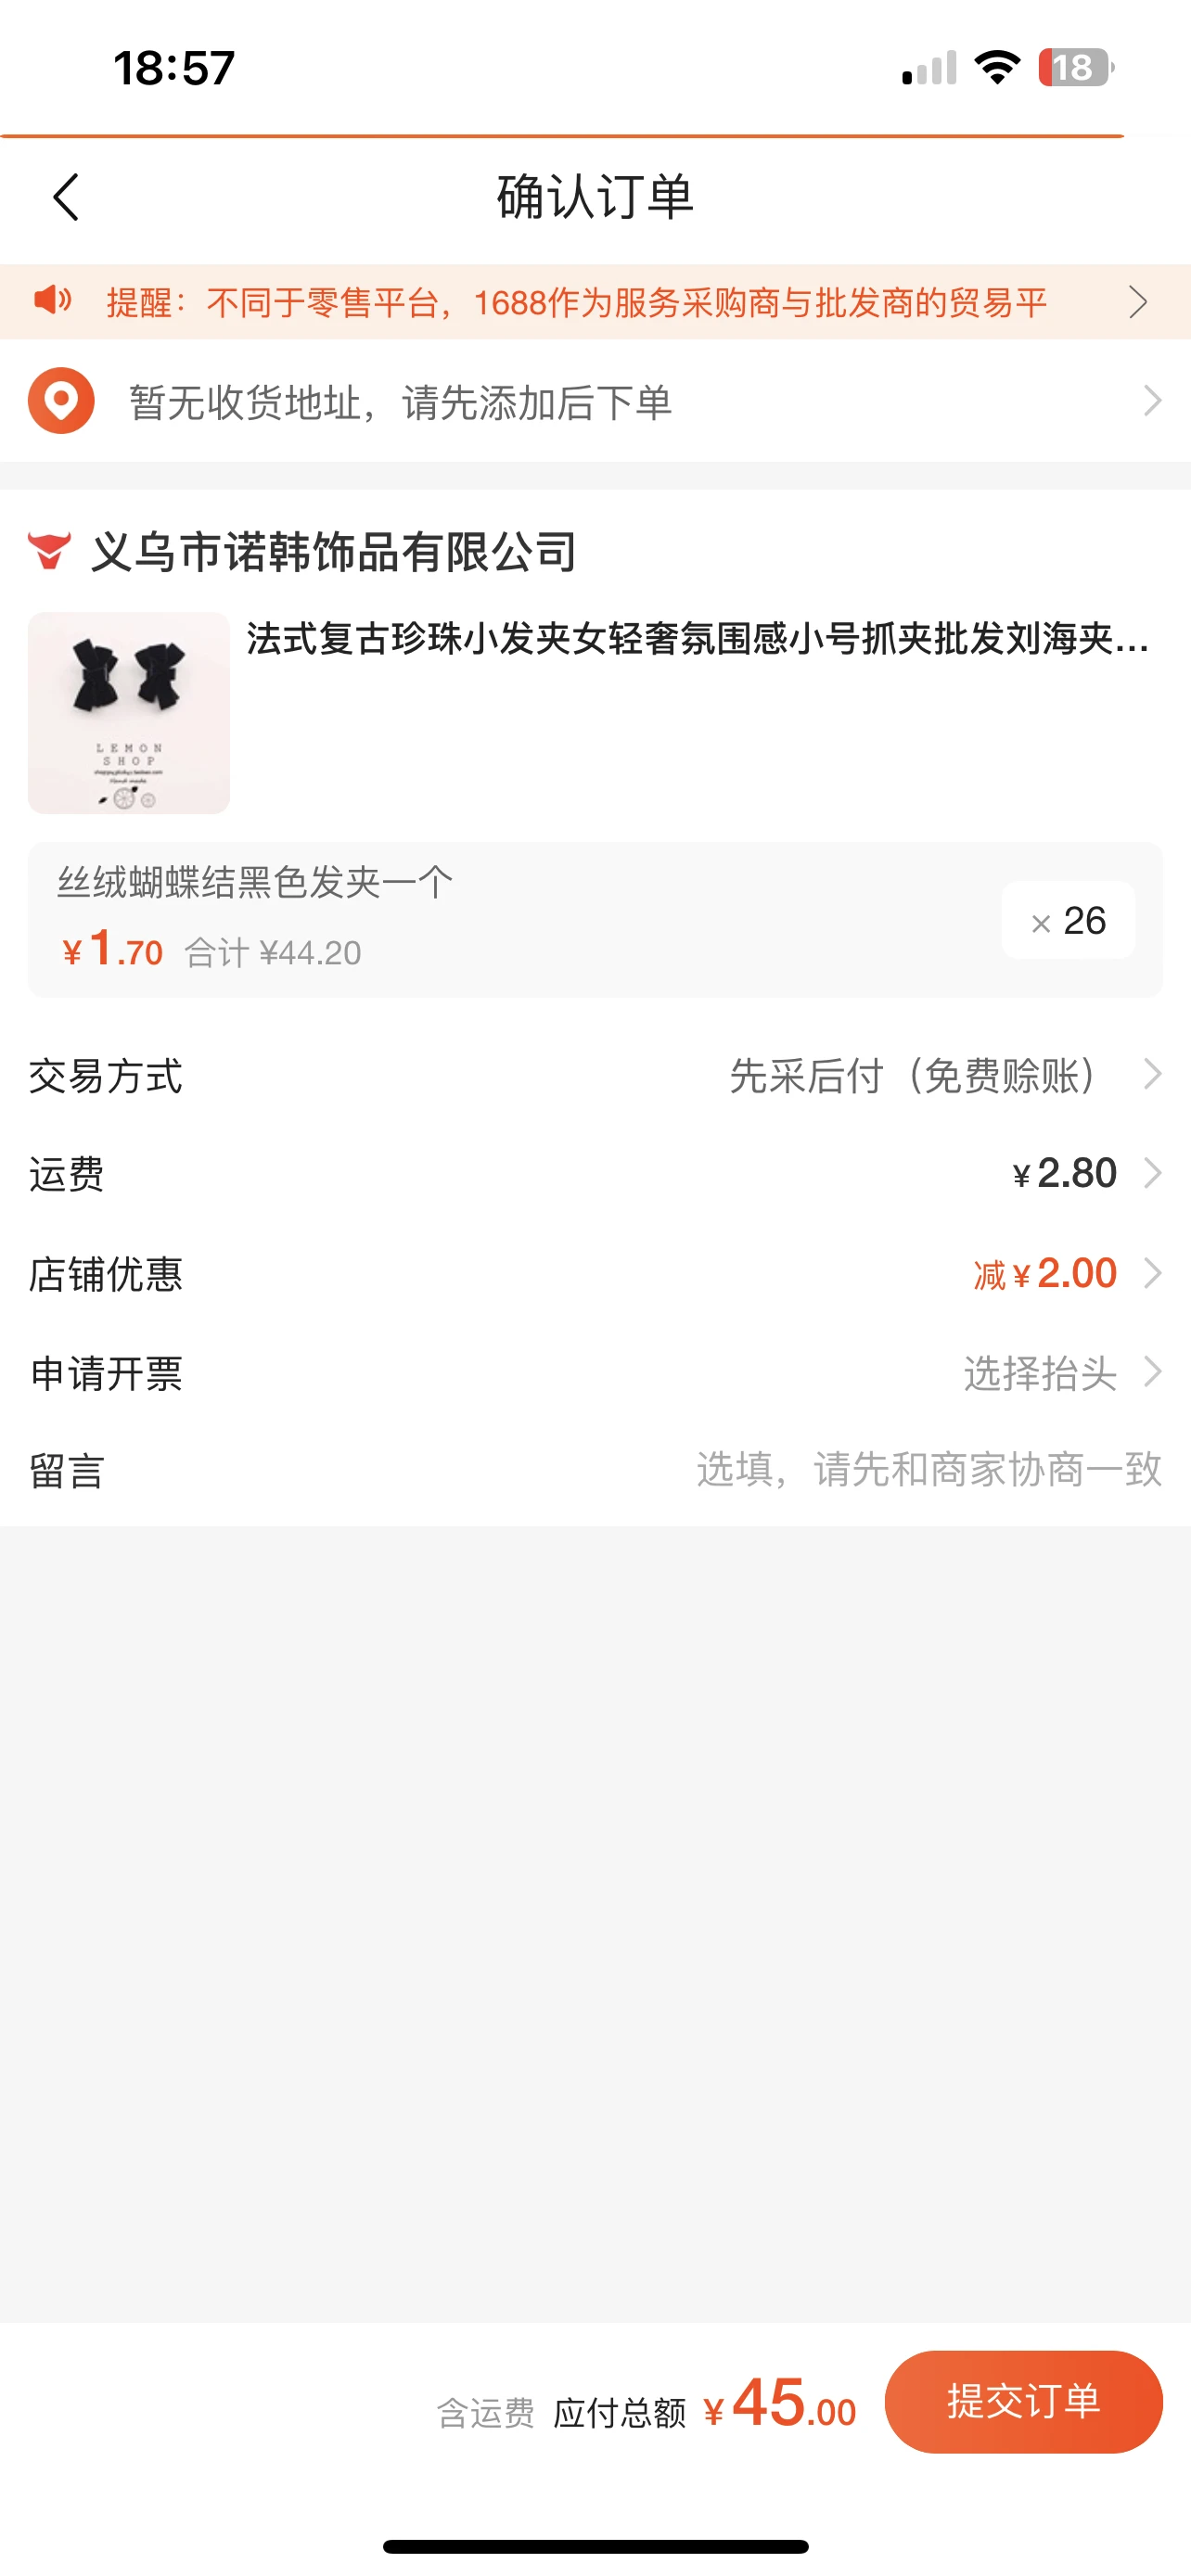 18:57
18
确认订单
提醒：不同于零售平台，1688作为服务采购商与批发商的贸易平
暂无收货地址，请先添加后下单
义乌市诺韩饰品有限公司
法式复古珍珠小发夹女轻奢氛围感小号抓夹批发刘海夹...
LEMON
SHOP
Hand made
丝绒蝴蝶结黑色发夹一个
¥1.70 合计 ¥44.20
× 26
交易方式 先采后付（免费赊账）
运费 ¥2.80
店铺优惠 减¥2.00
申请开票 选择抬头
留言 选填，请先和商家协商一致
含运费 应付总额 ¥45.00 提交订单